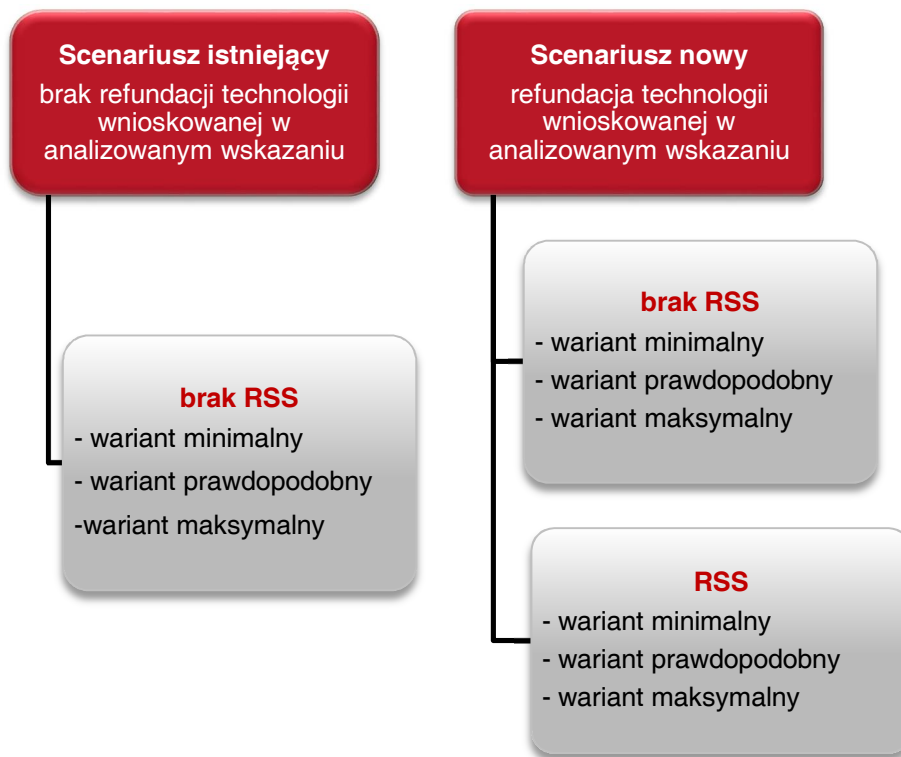 Scenariusz istniejący
brak refundacji technologii
wnioskowanej w
analizowanym wskazaniu
brak RSS
- wariant minimalny
- wariant prawdopodobny
-wariant maksymalny
Scenariusz nowy
refundacja technologii
wnioskowanej w
analizowanym wskazaniu
brak RSS
- wariant minimalny
- wariant prawdopodobny
- wariant maksymalny
RSS
- wariant minimalny
- wariant prawdopodobny
- wariant maksymalny